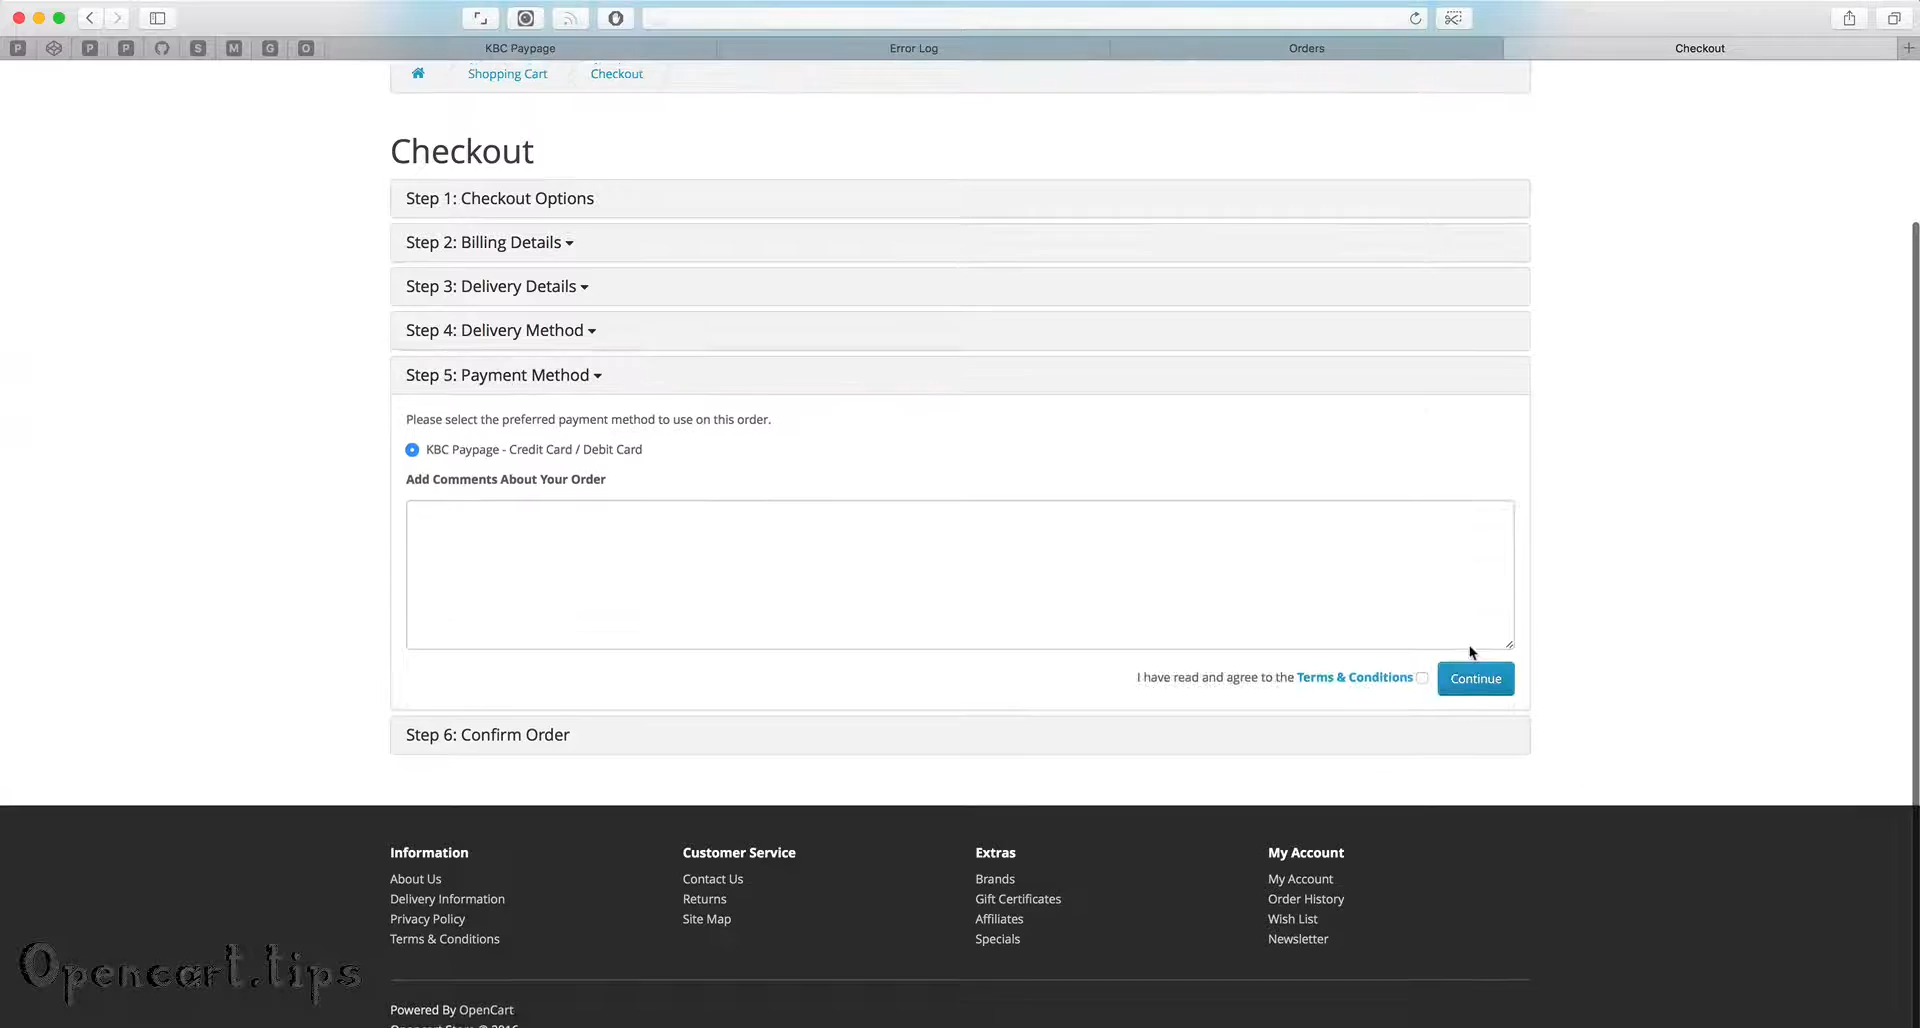 P P P S M G O
KBC Paypage Error Log Orders Checkout
Shopping Cart Checkout
Checkout
Step 1: Checkout Options
Step 2: Billing Details
Step 3: Delivery Details
Step 4: Delivery Method
Step 5: Payment Method
Please select the preferred payment method to use on this order.
KBC Paypage - Credit Card / Debit Card
Add Comments About Your Order
I have read and agree to the Terms & Conditions Continue
Step 6: Confirm Order
Information Customer Service Extras My Account
About Us Contact Us Brands My Account
Delivery Information Returns Gift Certificates Order History
Privacy Policy Site Map Affiliates Wish List
Terms & Conditions Specials Newsletter
Opencart.tips
Powered By OpenCart
Opencart Store © 2016